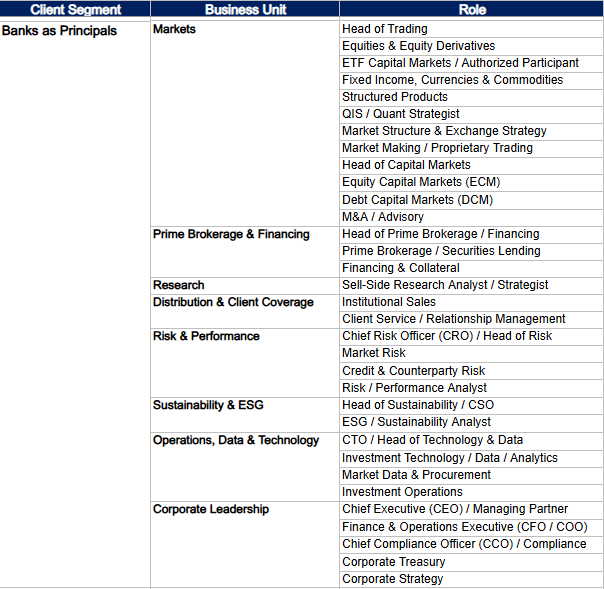 Client Segment Business Unit Role
Banks as Principals Markets Head of Trading
Equities & Equity Derivatives
ETF Capital Markets / Authorized Participant
Fixed Income, Currencies & Commodities
Structured Products
QIS / Quant Strategist
Market Structure & Exchange Strategy
Market Making / Proprietary Trading
Head of Capital Markets
Equity Capital Markets (ECM)
Debt Capital Markets (DCM)
M&A / Advisory
Prime Brokerage & Financing Head of Prime Brokerage / Financing
Prime Brokerage / Securities Lending
Financing & Collateral
Research Sell-Side Research Analyst / Strategist
Distribution & Client Coverage Institutional Sales
Client Service / Relationship Management
Risk & Performance Chief Risk Officer (CRO) / Head of Risk
Market Risk
Credit & Counterparty Risk
Risk / Performance Analyst
Sustainability & ESG Head of Sustainability / CSO
ESG / Sustainability Analyst
Operations, Data & Technology CTO / Head of Technology & Data
Investment Technology / Data / Analytics
Market Data & Procurement
Investment Operations
Corporate Leadership Chief Executive (CEO) / Managing Partner
Finance & Operations Executive (CFO / COO)
Chief Compliance Officer (CCO) / Compliance
Corporate Treasury
Corporate Strategy